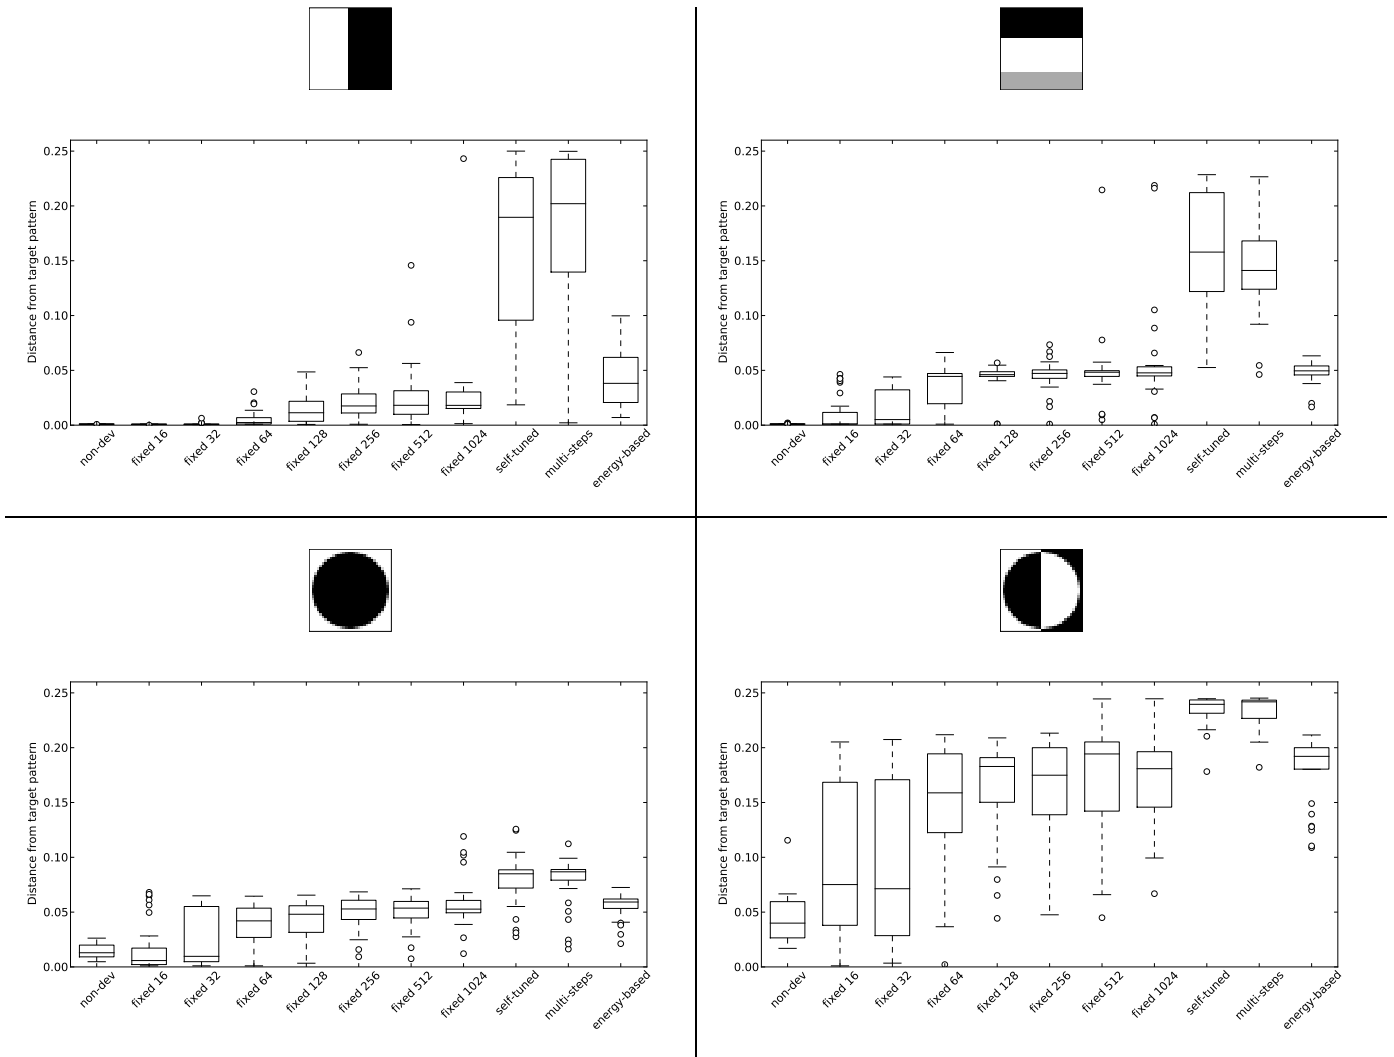 0.25
0.20
0.15
0.10
0.05
0.00
Distance from target pattern
non-dev
fixed 16
fixed 32
fixed 64
fixed 128
fixed 256
fixed 512
fixed 1024
self-tuned
multi-steps
energy-based
0.25
0.20
0.15
0.10
0.05
0.00
Distance from target pattern
non-dev
fixed 16
fixed 32
fixed 64
fixed 128
fixed 256
fixed 512
fixed 1024
self-tuned
multi-steps
energy-based
0.25
0.20
0.15
0.10
0.05
0.00
Distance from target pattern
non-dev
fixed 16
fixed 32
fixed 64
fixed 128
fixed 256
fixed 512
fixed 1024
self-tuned
multi-steps
energy-based
0.25
0.20
0.15
0.10
0.05
0.00
Distance from target pattern
non-dev
fixed 16
fixed 32
fixed 64
fixed 128
fixed 256
fixed 512
fixed 1024
self-tuned
multi-steps
energy-based